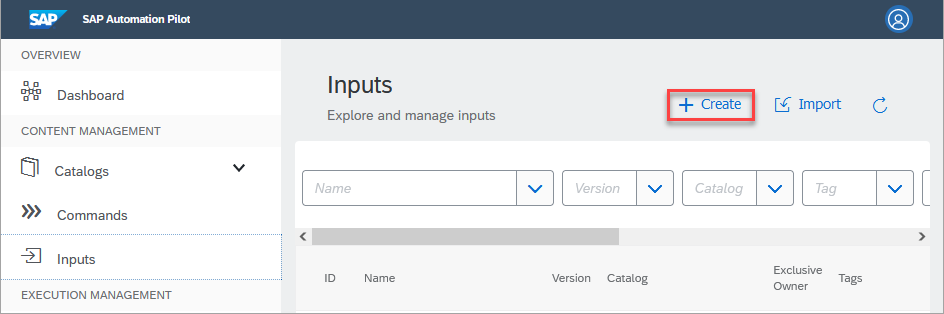 SAP SAP Automation Pilot
OVERVIEW
Dashboard
CONTENT MANAGEMENT
Catalogs
Commands
Inputs
EXECUTION MANAGEMENT
Inputs
Explore and manage inputs
Create
Import
Name
Version
Catalog
Tag
ID Name Version Catalog Exclusive Owner Tags